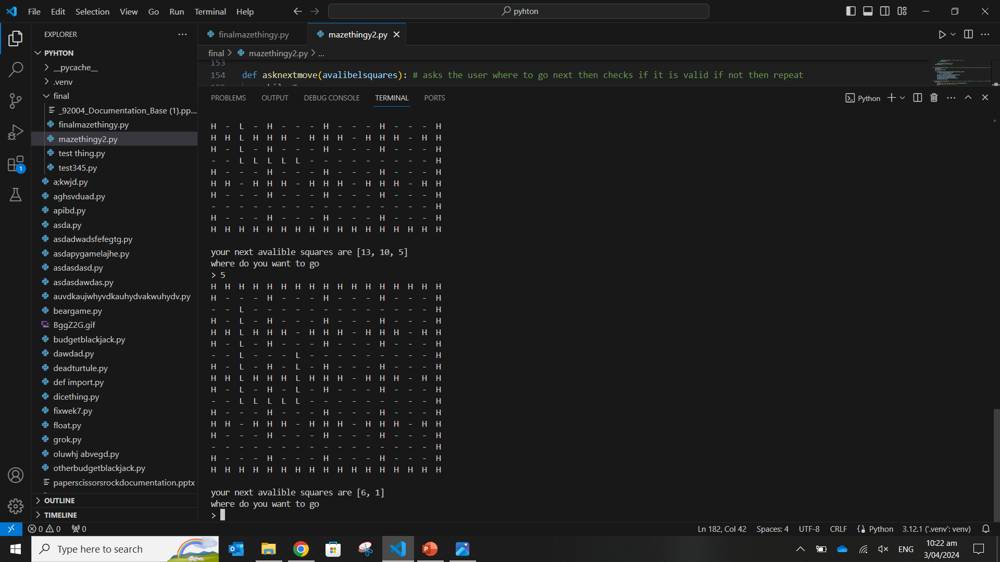 File Edit Selection View Go Run Terminal Help
pyhton
EXPLORER
PYHTON
__pycache__
.venv
final
_92004_Documentation_Base (1).pp...
finalmazethingy.py
mazethingy2.py
test thing.py
test345.py
a;kwjd.py
aghsvduad.py
apibd.py
asda.py
asdadwadsfefegtg.py
asdapygamelajhe.py
asdasdasd.py
asdasdawdas.py
auvdkaujwhyvdkauhydvakwuhydv.py
beargame.py
BggZ2G.gif
budgetblackjack.py
dawdad.py
deadturtule.py
def import.py
dicething.py
fixwek7.py
float.py
grok.py
oluwhj abvegd.py
otherbudgetblackjack.py
paperscissorsrockdocumentation.pptx
OUTLINE
TIMELINE
finalmazethingy.py mazethingy2.py
final > mazethingy2.py > ...
153
154 def asknextmove(avalibelsquares): # asks the user where to go next then checks if it is valid if not then repeat
PROBLEMS OUTPUT DEBUG CONSOLE TERMINAL PORTS
Python
H - L - H - - - H - - - H - - - H
H H L H H H - H H H - H H H - H H
H - L - H - - - H - - - H - - - H
- - L L L L L - - - - - - - - - H
H - - - H - - - H - - - H - - - H
H H - H H H - H H H - H H H - H H
H - - - H - - - H - - - H - - - H
- - - - - - - - - - - - - - - - H
H - - - H - - - H - - - H - - - H
H H H H H H H H H H H H H H H H H
your next avalible squares are [13, 10, 5]
where do you want to go
> 5
H H H H H H H H H H H H H H H H H
H - - - H - - - H - - - H - - - H
- - L - - - - - - - - - - - - - H
H - L - H - - - H - - - H - - - H
H H L H H H - H H H - H H H - H H
H - L - H - - - H - - - H - - - H
- - L - - - L - - - - - - - - - H
H - L - H - L - H - - - H - - - H
H H L H H H L H H H - H H H - H H
H - L - H - L - H - - - H - - - H
- - L L L L L - - - - - - - - - H
H - - - H - - - H - - - H - - - H
H H - H H H - H H H - H H H - H H
H - - - H - - - H - - - H - - - H
- - - - - - - - - - - - - - - - H
H - - - H - - - H - - - H - - - H
H H H H H H H H H H H H H H H H H
your next avalible squares are [6, 1]
where do you want to go
>
1
0 0 0
Ln 182, Col 42 Spaces: 4 UTF-8 CRLF Python 3.12.1 ('.venv': venv)
Type here to search
ENG
10:22 am
3/04/2024